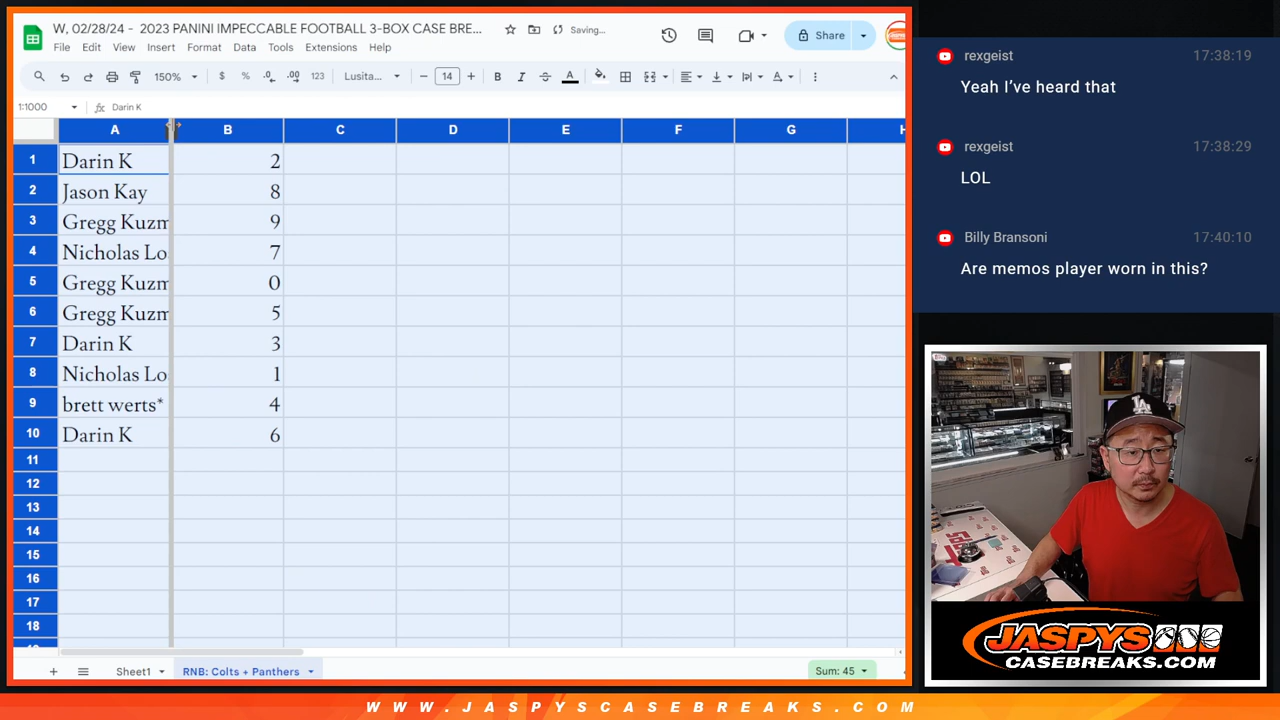 W, 02/28/24 - 2023 PANINI IMPECCABLE FOOTBALL 3-BOX CASE BRE...
Saving...
Share
File Edit View Insert Format Data Tools Extensions Help
150% $ % .0 .00 123 Lusita... 14 B I A
1:1000 fx Darin K
A B C D E F G H
1 Darin K 2
2 Jason Kay 8
3 Gregg Kuzm 9
4 Nicholas Lo 7
5 Gregg Kuzm 0
6 Gregg Kuzm 5
7 Darin K 3
8 Nicholas Lo 1
9 brett werts* 4
10 Darin K 6
11
12
13
14
15
16
17
18
Sheet1 RNB: Colts + Panthers Sum: 45
rexgeist 17:38:19
Yeah I've heard that
rexgeist 17:38:29
LOL
Billy Bransoni 17:40:10
Are memos player worn in this?
LA
JASPYS
CASEBREAKS.COM
WWW.JASPYSCASEBREAKS.COM